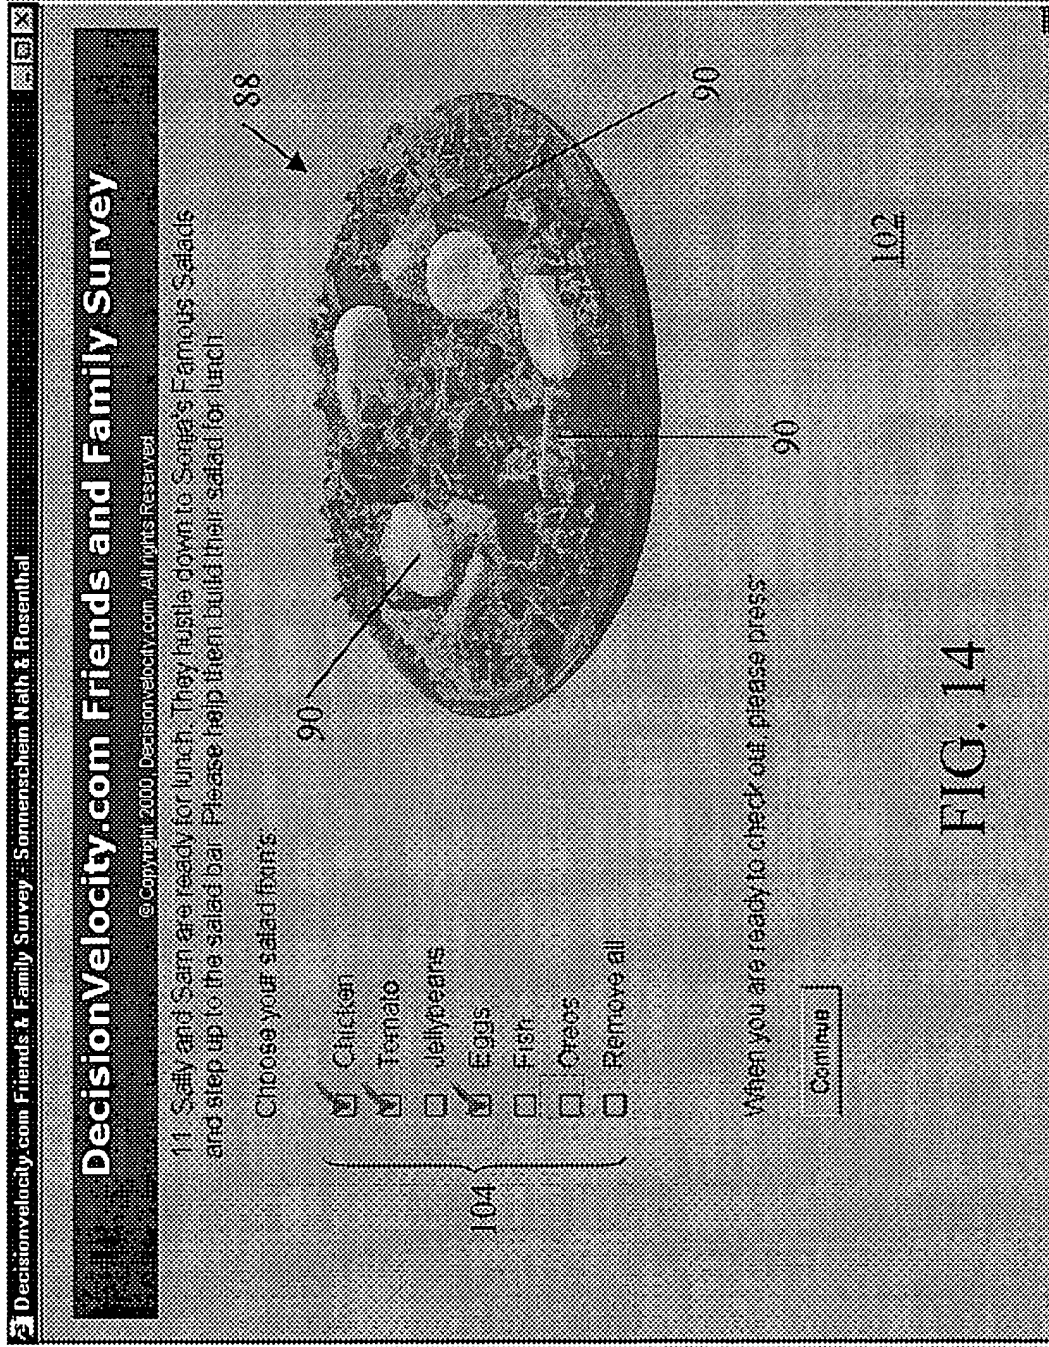 Decisionvelocity.com Friends & Family Survey - Sonnenschein Nath & Rosenthal
DecisionVelocity.com Friends and Family Survey
© Copyright 2000, Decisionvelocity.com, All rights Reserved
11. Sally and Sam are ready for lunch. They hustle down to Sonja's Famous Salads
and step up to the salad bar. Please help them build their salad for lunch.
Choose your salad fixin's
Chicken
Tomato
Jellybeans
Eggs
Fish
Oreos
Remove all
104
88
90
90
90
When you are ready to check out, please press
Continue
102
FIG. 14